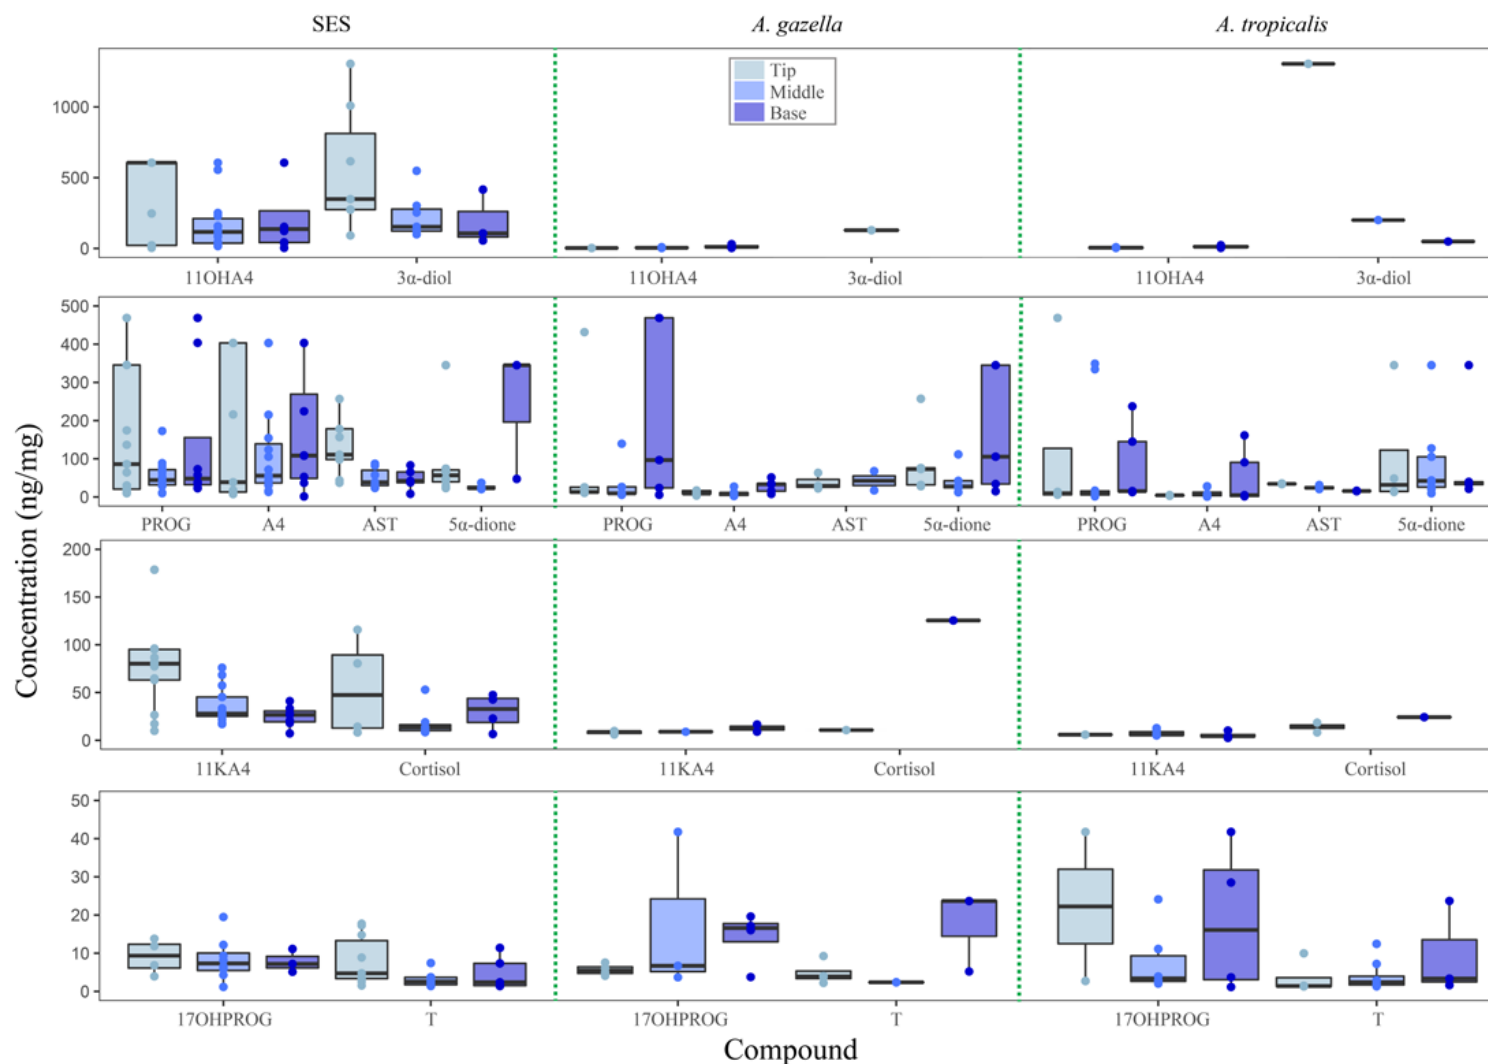 SES A. gazella A. tropicalis
Tip
Middle
Base
1000
500
0
11OHA4 3α-diol 11OHA4 3α-diol 11OHA4 3α-diol
500
400
300
200
100
0
PROG A4 AST 5α-dione PROG A4 AST 5α-dione PROG A4 AST 5α-dione
Concentration (ng/mg)
200
150
100
50
0
11KA4 Cortisol 11KA4 Cortisol 11KA4 Cortisol
50
40
30
20
10
0
17OHPROG T 17OHPROG T 17OHPROG T
Compound